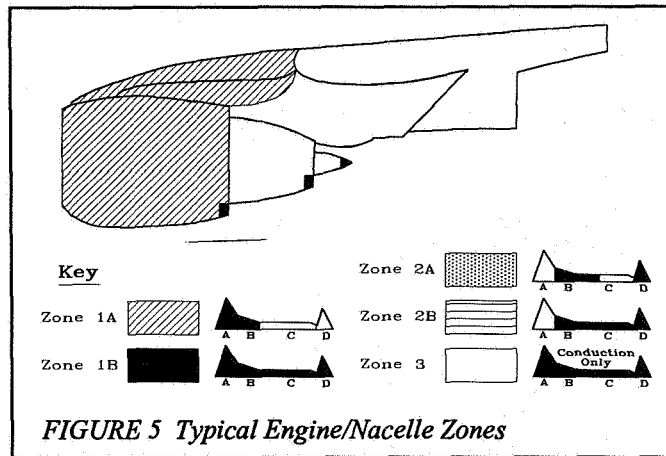 Key
Zone 1A
A B C D
Zone 1B
A B C D
Zone 2A
A B C D
Zone 2B
A B C D
Zone 3
Conduction
Only
A B C D
FIGURE 5 Typical Engine/Nacelle Zones